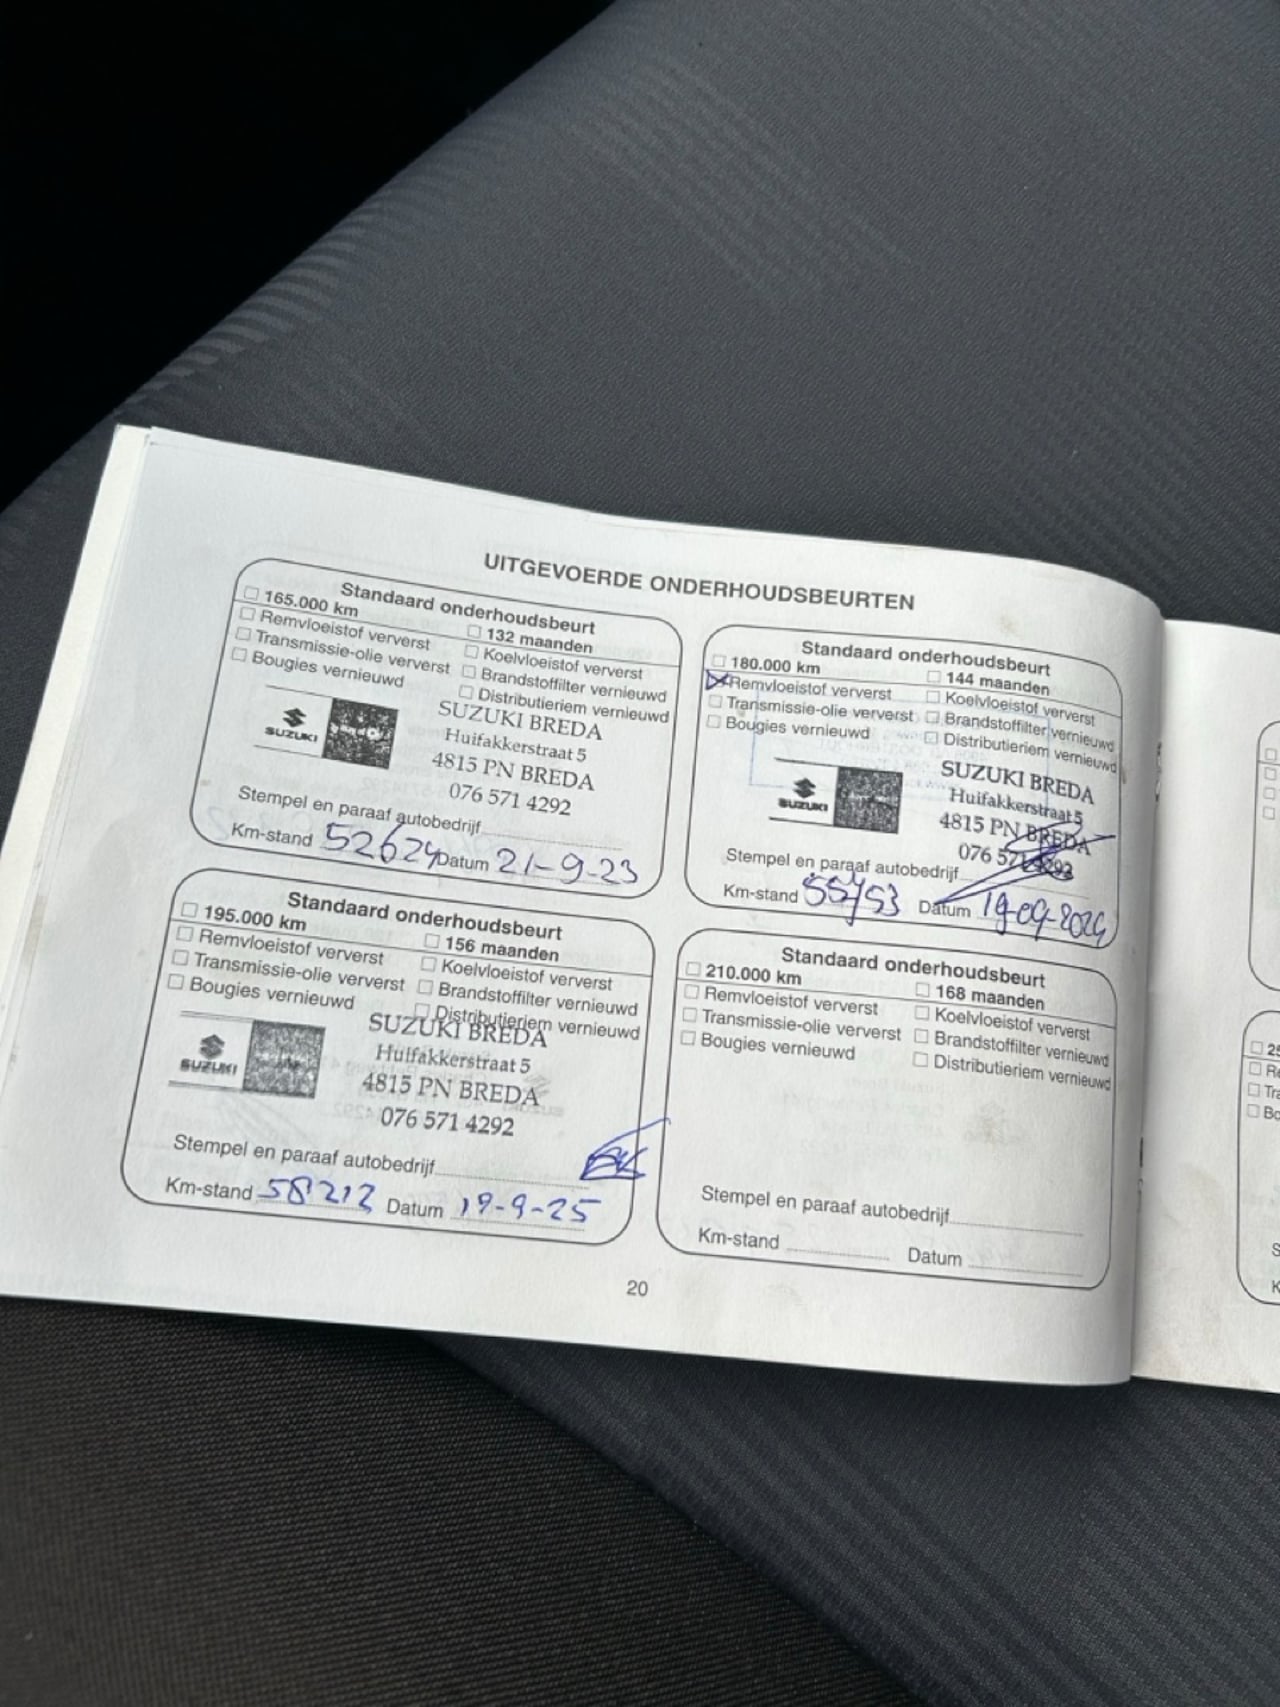 UITGEVOERDE ONDERHOUDSBEURTEN
Standaard onderhoudsbeurt
165.000 km 132 maanden
Remvloeistof ververst Koelvloeistof ververst
Transmissie-olie ververst Brandstoffilter vernieuwd
Bougies vernieuwd Distributieriem vernieuwd
SUZUKI
SUZUKI BREDA
Huifakkerstraat 5
4815 PN BREDA
076 571 4292
Stempel en paraaf autobedrijf
Km-stand 52624 Datum 21-9-23
Standaard onderhoudsbeurt
180.000 km 144 maanden
Remvloeistof ververst Koelvloeistof ververst
Transmissie-olie ververst Brandstoffilter vernieuwd
Bougies vernieuwd Distributieriem vernieuwd
SUZUKI
SUZUKI BREDA
Huifakkerstraat 5
4815 PN BREDA
076 571 4292
Stempel en paraaf autobedrijf
Km-stand Datum 19-09-2024
Standaard onderhoudsbeurt
195.000 km 156 maanden
Remvloeistof ververst Koelvloeistof ververst
Transmissie-olie ververst Brandstoffilter vernieuwd
Bougies vernieuwd Distributieriem vernieuwd
SUZUKI
SUZUKI BREDA
Huifakkerstraat 5
4815 PN BREDA
076 571 4292
Stempel en paraaf autobedrijf
Km-stand 58212 Datum 19-9-25
Standaard onderhoudsbeurt
210.000 km 168 maanden
Remvloeistof ververst Koelvloeistof ververst
Transmissie-olie ververst Brandstoffilter vernieuwd
Bougies vernieuwd Distributieriem vernieuwd
Stempel en paraaf autobedrijf
Km-stand Datum
20